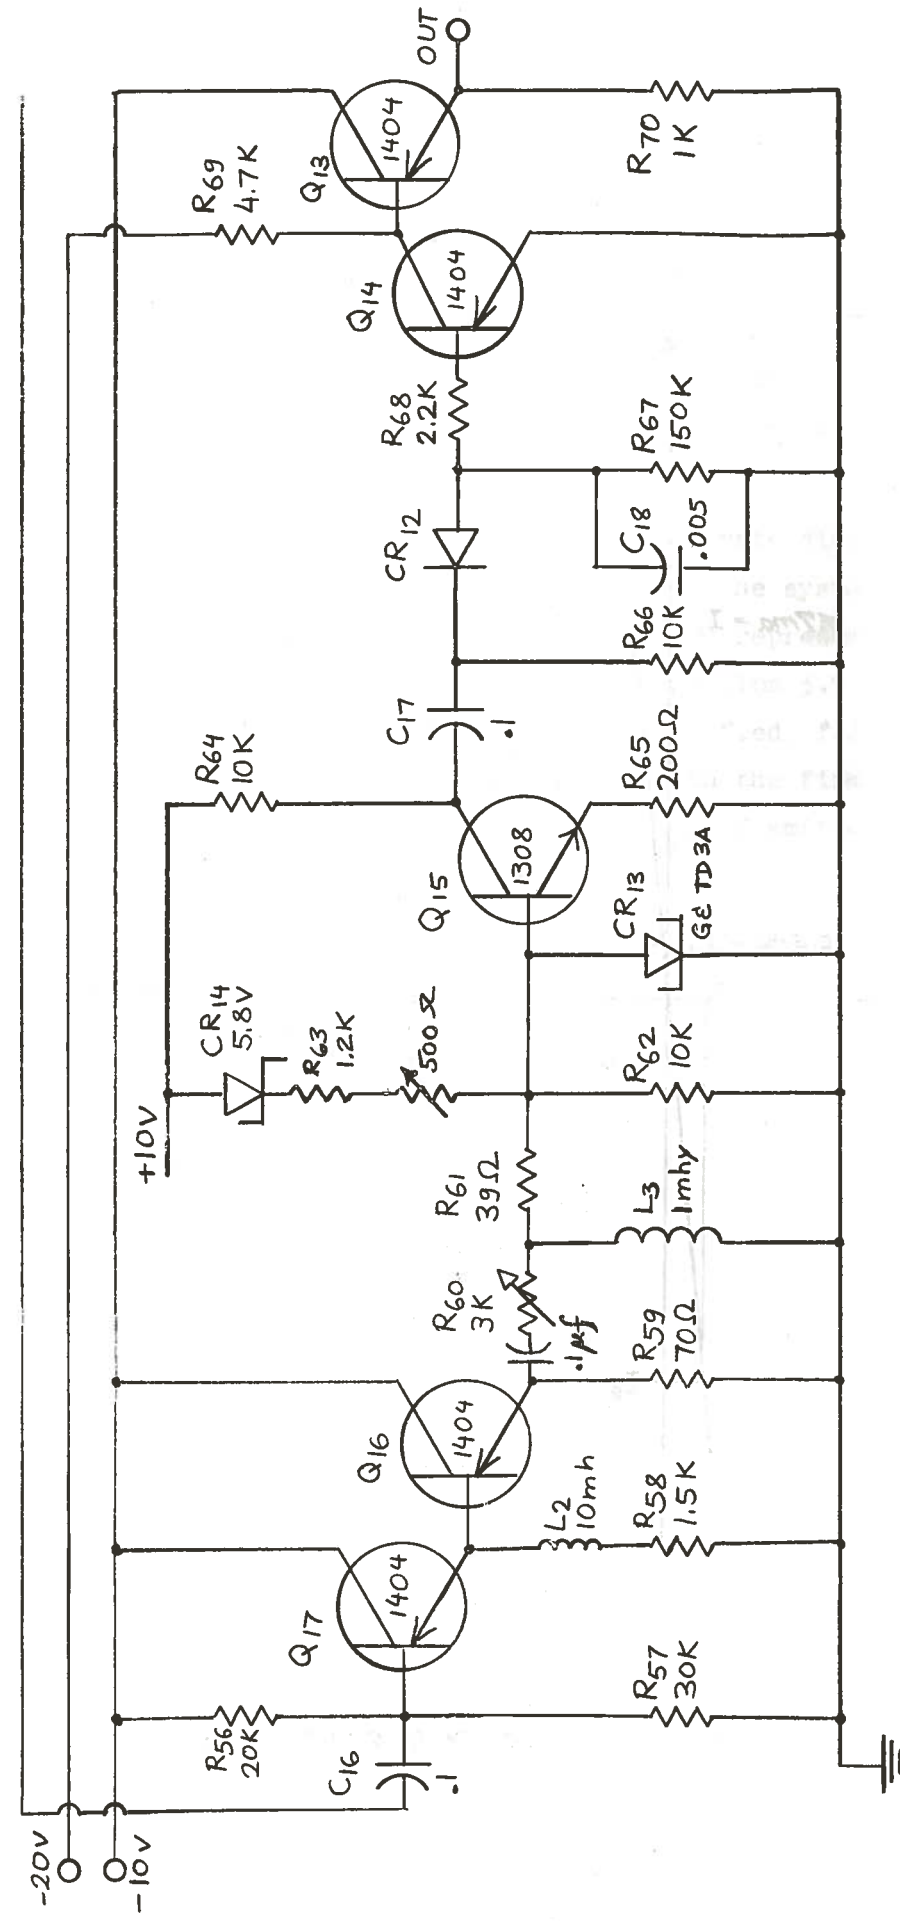 -20V
-10V
+10V
OUT
R56
20K
C16
.1
R57
30K
Q17
1404
L2
10mh
R58
1.5K
Q16
1404
R59
70Ω
.1μf
R60
3K
L3
1mhy
R61
39Ω
R62
10K
CR14
5.8V
R63
1.2K
500Ω
CR13
GE TD3A
Q15
1308
R64
10K
R65
200Ω
C17
.1
R66
10K
CR12
C18
.005
R67
150K
R68
2.2K
Q14
1404
R69
4.7K
Q13
1404
R70
1K